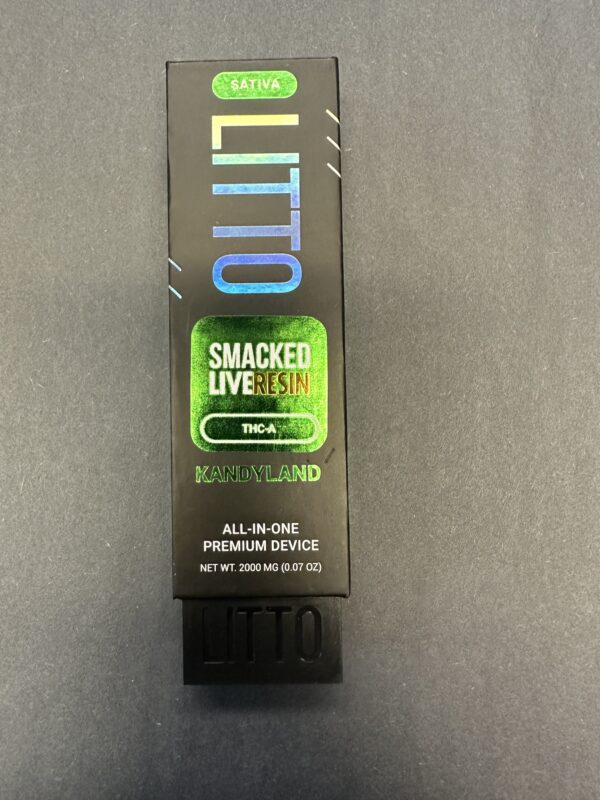 SATIVA
LITTO
SMACKED
LIVERESIN
THC-A
KANDYLAND
ALL-IN-ONE
PREMIUM DEVICE
NET WT. 2000 MG (0.07 OZ)
LITTO